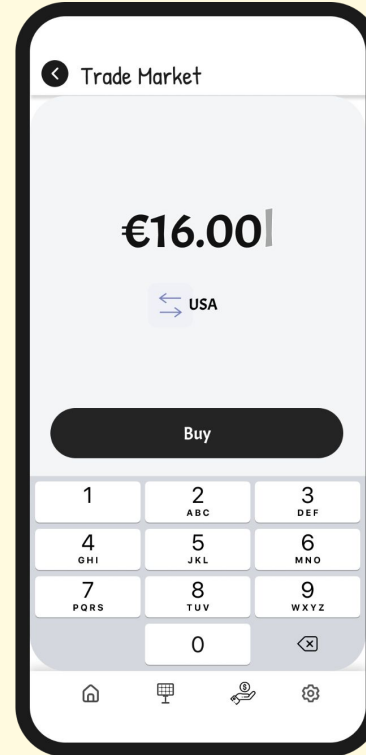 Trade Market
€16.00
USA
Buy
1 2 3
ABC DEF
4 5 6
GHI JKL MNO
7 8 9
PQRS TUV WXYZ
0
$